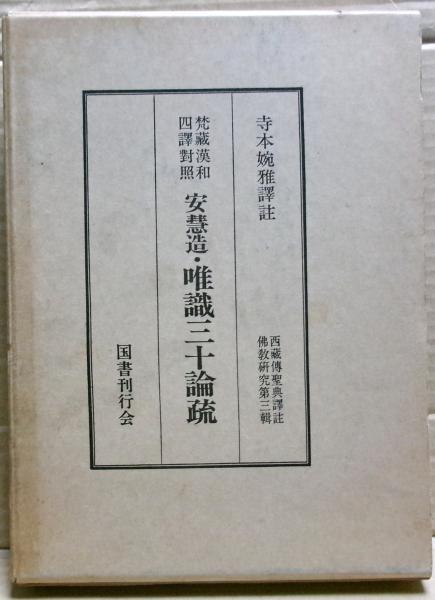 寺本婉雅譯註
西藏傳聖典譯註
佛教研究第三輯
梵藏漢和
四譯對照
安慧造・唯識三十論疏
国書刊行会